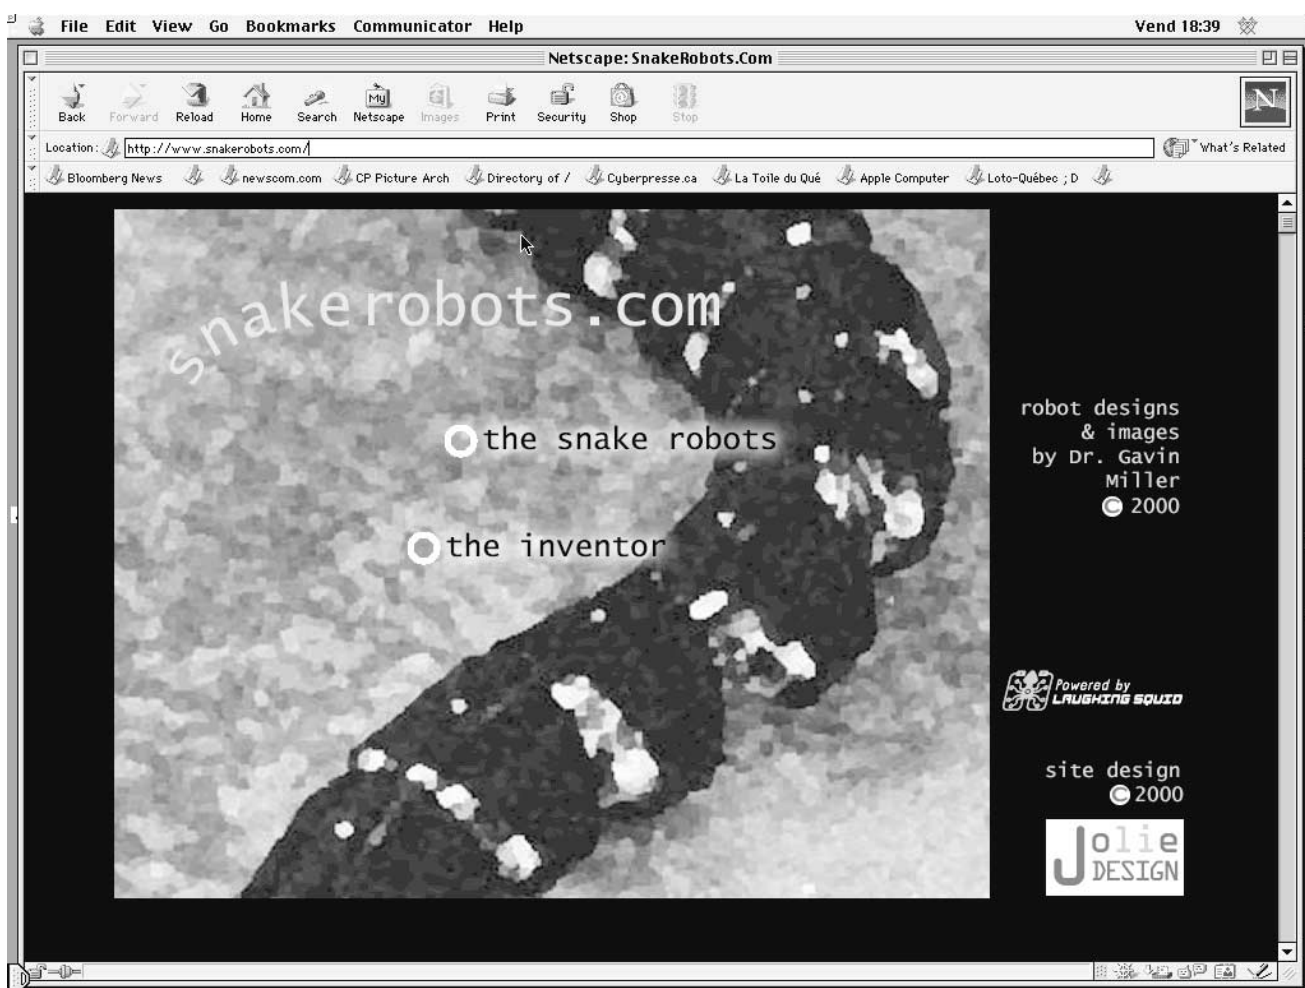 File Edit View Go Bookmarks Communicator Help Vend 18:39
Netscape: SnakeRobots.Com
N
Back Forward Reload Home Search Netscape Images Print Security Shop Stop
My
Location: http://www.snakerobots.com/ What's Related
Bloomberg News newscom.com CP Picture Arch Directory of / Cyberpresse.ca La Toile du Qué Apple Computer Loto-Québec ; D
snakerobots.com
the snake robots
the inventor
robot designs
& images
by Dr. Gavin
Miller
© 2000
Powered by
LAUGHING SQUID
site design
© 2000
Jolie
DESIGN